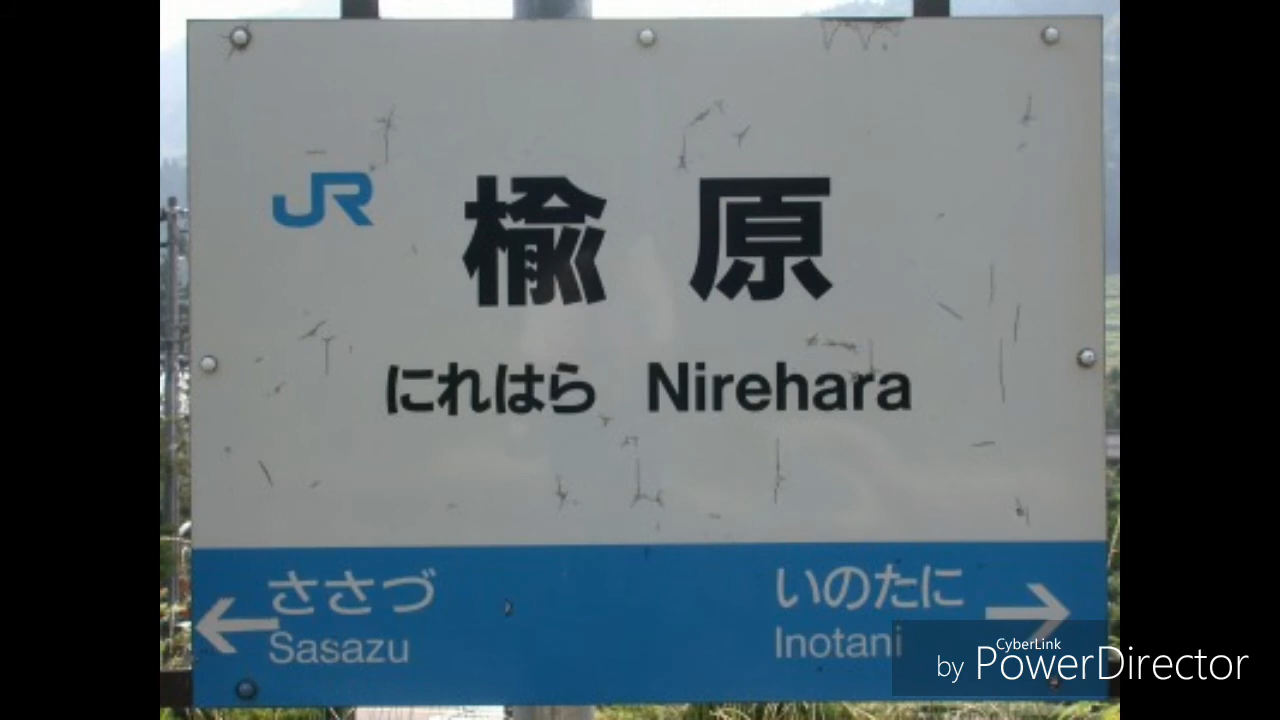 JR 楡原
にれはら Nirehara
さささづ いのたに
Sasazu Inotani
CyberLink
by PowerDirector